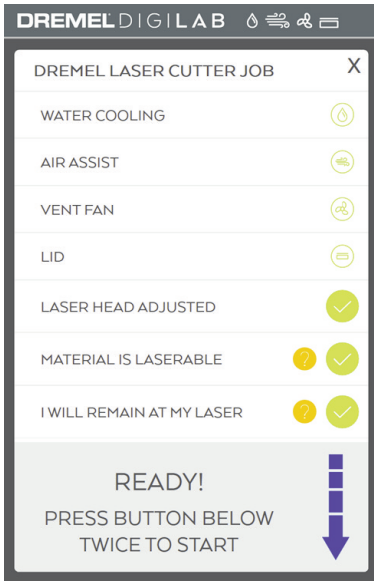 DREMEL DIGILAB
DREMEL LASER CUTTER JOB X
WATER COOLING
AIR ASSIST
VENT FAN
LID
LASER HEAD ADJUSTED
MATERIAL IS LASERABLE ?
I WILL REMAIN AT MY LASER ?
READY!
PRESS BUTTON BELOW
TWICE TO START